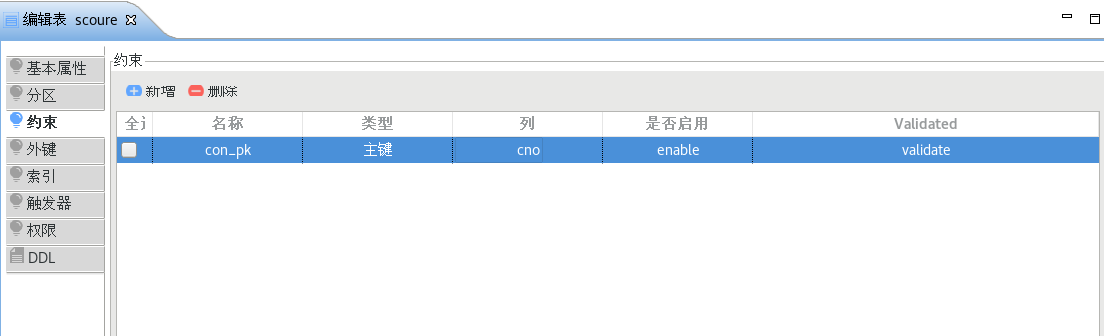 编辑表 scoure
基本属性
分区
约束
外键
索引
触发器
权限
DDL
约束
新增 删除
名称 类型 列 是否启用 Validated
con_pk 主键 cno enable validate